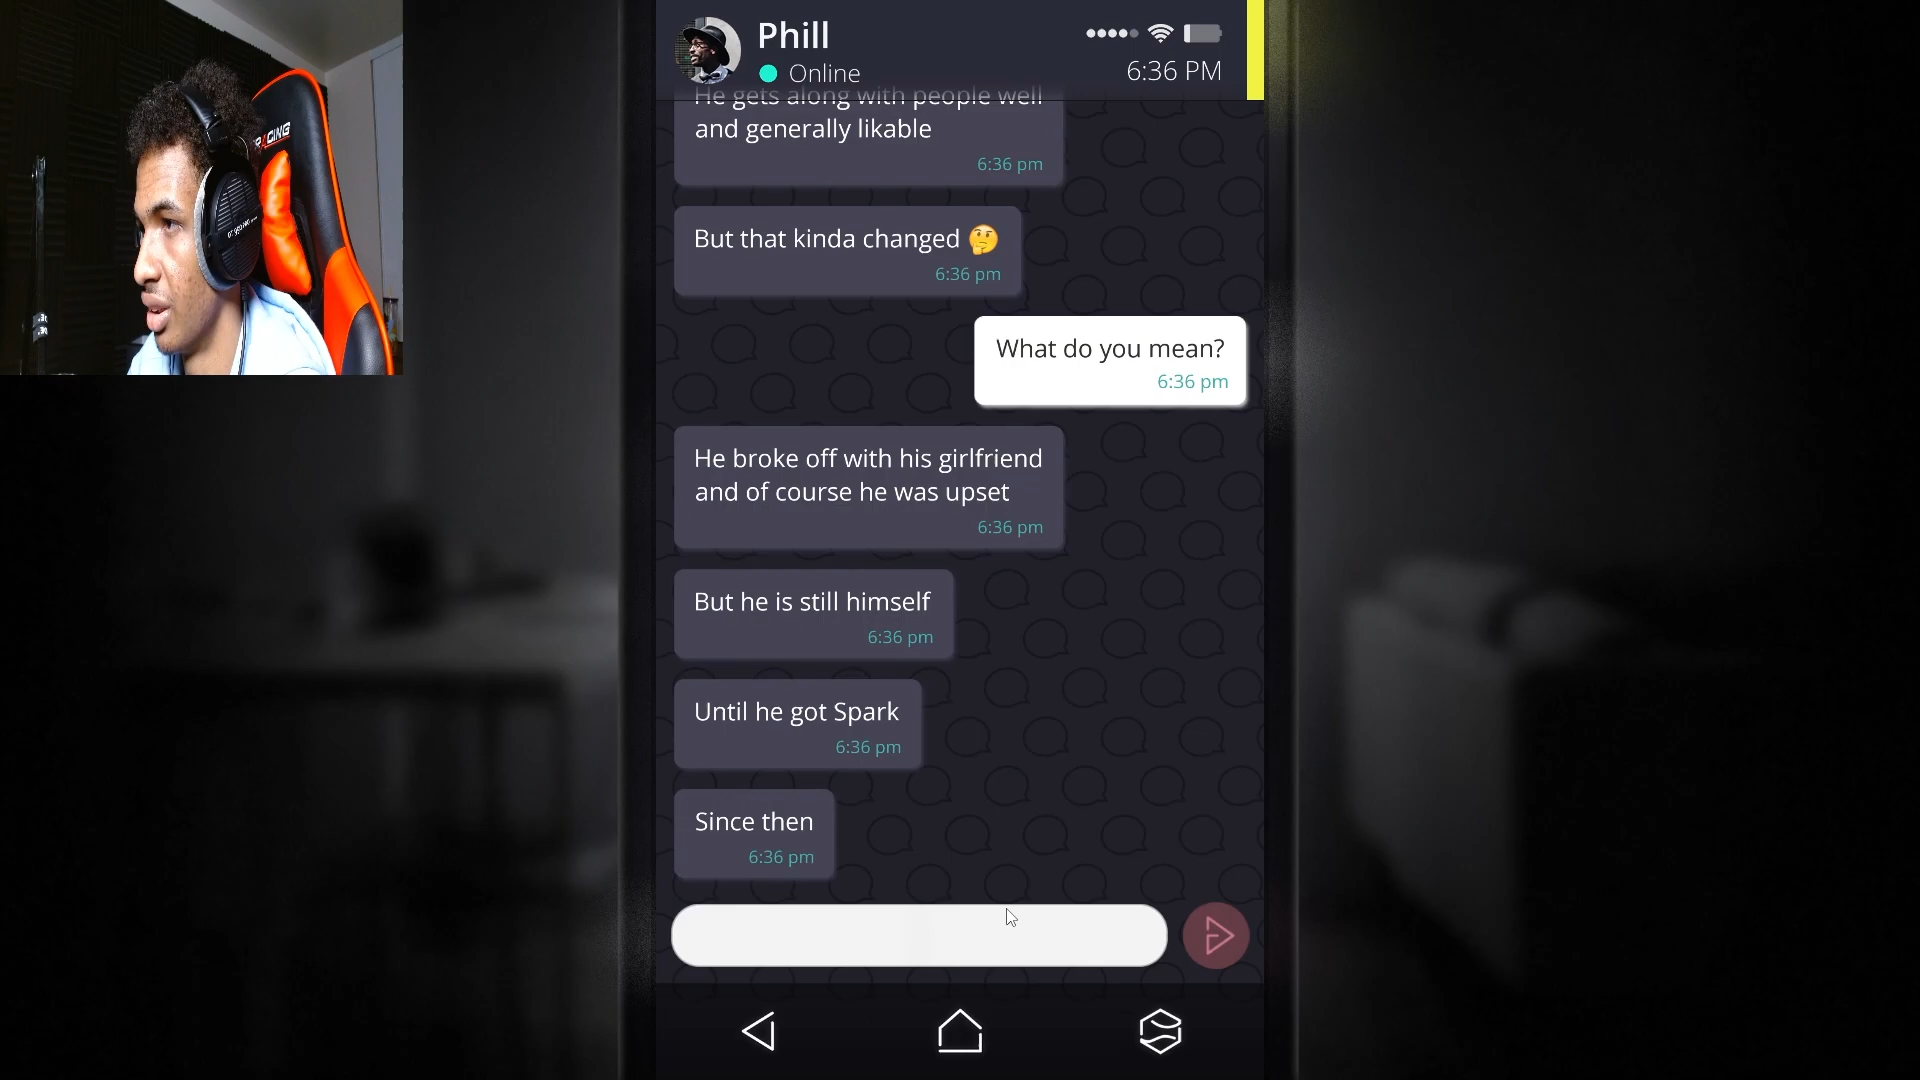 Phill
Online
6:36 PM
He gets along with people well
and generally likable
6:36 pm
But that kinda changed 🤔
6:36 pm
What do you mean?
6:36 pm
He broke off with his girlfriend
and of course he was upset
6:36 pm
But he is still himself
6:36 pm
Until he got Spark
6:36 pm
Since then
6:36 pm